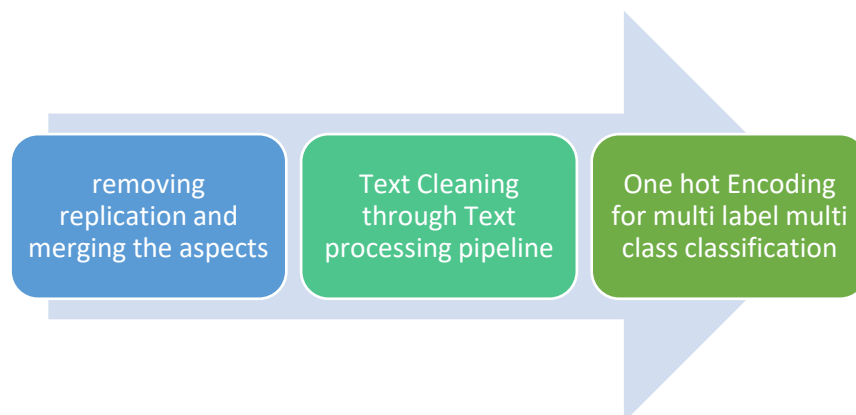 removing
replication and
merging the aspects
Text Cleaning
through Text
processing pipeline
One hot Encoding
for multi label multi
class classification